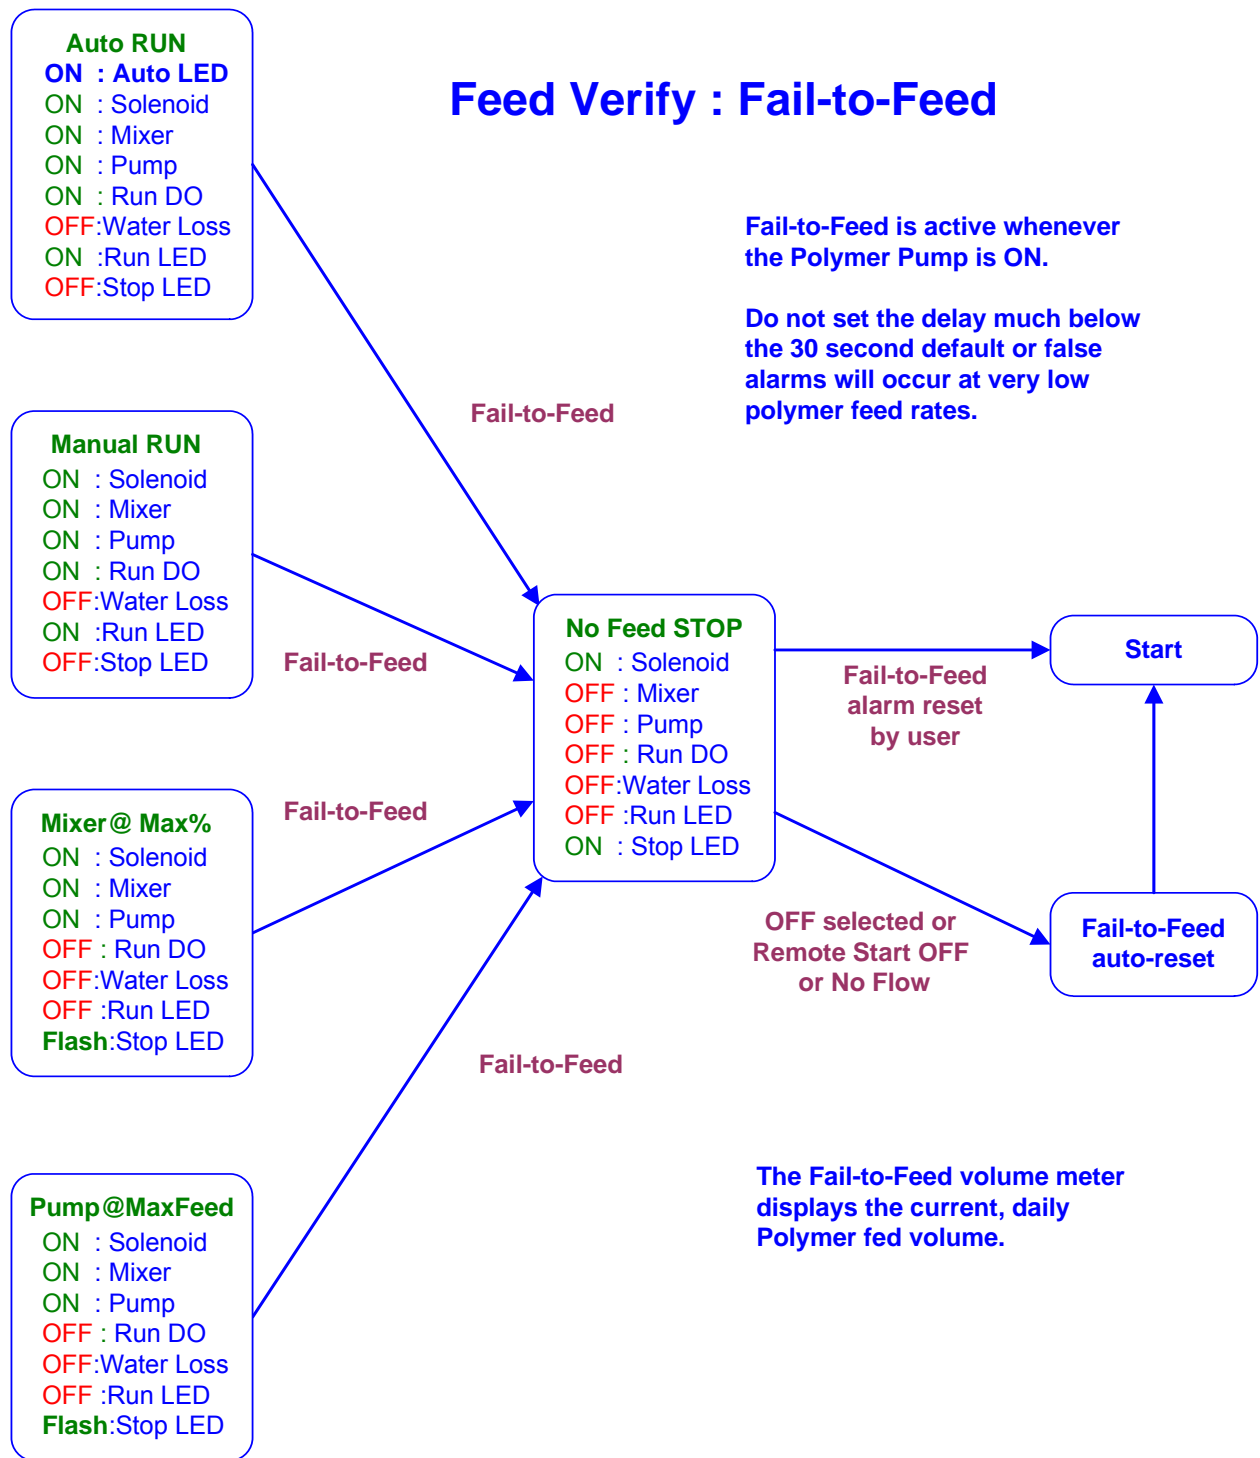 Feed Verify : Fail-to-Feed
Auto RUN
ON : Auto LED
ON : Solenoid
ON : Mixer
ON : Pump
ON : Run DO
OFF:Water Loss
ON :Run LED
OFF:Stop LED
Fail-to-Feed is active whenever
the Polymer Pump is ON.
Do not set the delay much below
the 30 second default or false
alarms will occur at very low
polymer feed rates.
Fail-to-Feed
Manual RUN
ON : Solenoid
ON : Mixer
ON : Pump
ON : Run DO
OFF:Water Loss
ON :Run LED
OFF:Stop LED
Fail-to-Feed
No Feed STOP
ON : Solenoid
OFF : Mixer
OFF : Pump
OFF : Run DO
OFF:Water Loss
OFF :Run LED
ON : Stop LED
Fail-to-Feed
alarm reset
by user
Start
Mixer@ Max%
ON : Solenoid
ON : Mixer
ON : Pump
OFF : Run DO
OFF:Water Loss
OFF :Run LED
Flash:Stop LED
Fail-to-Feed
OFF selected or
Remote Start OFF
or No Flow
Fail-to-Feed
auto-reset
Fail-to-Feed
Pump@MaxFeed
ON : Solenoid
ON : Mixer
ON : Pump
OFF : Run DO
OFF:Water Loss
OFF :Run LED
Flash:Stop LED
The Fail-to-Feed volume meter
displays the current, daily
Polymer fed volume.